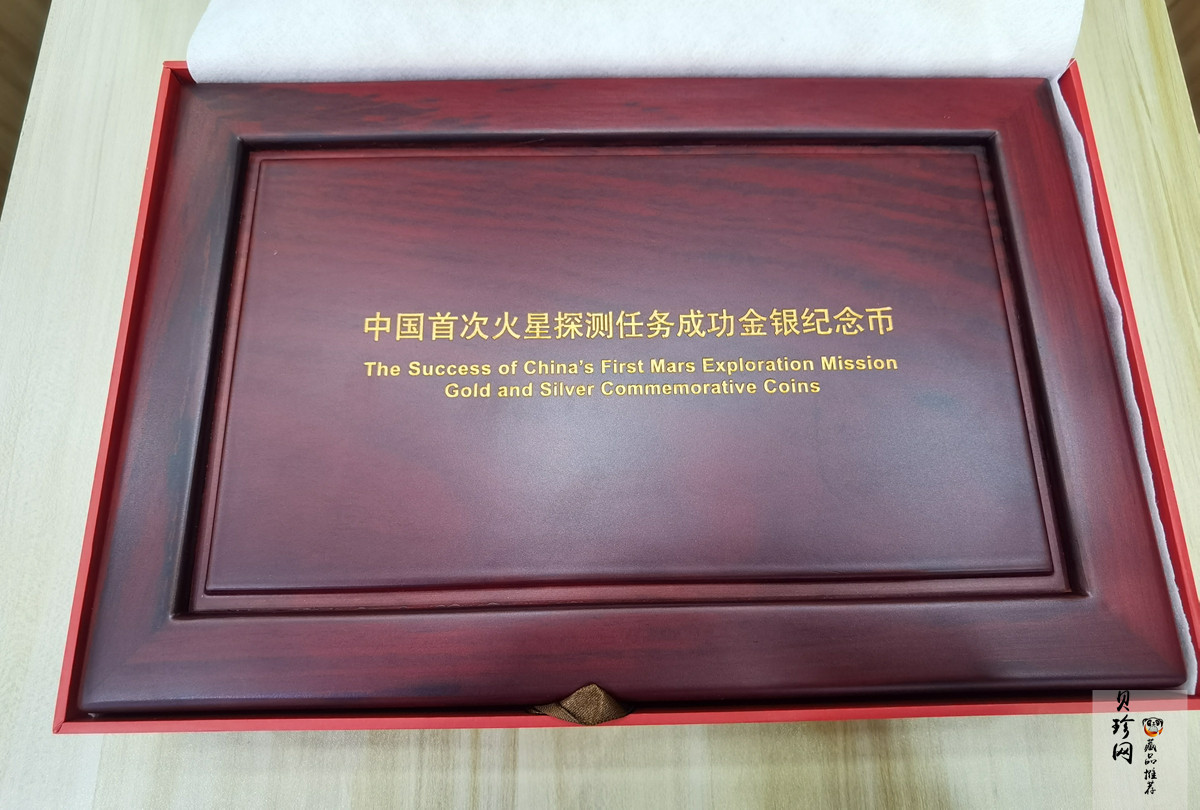 中国首次火星探测任务成功金银纪念币
The Success of China's First Mars Exploration Mission
Gold and Silver Commemorative Coins
贝珍网
藏品推荐